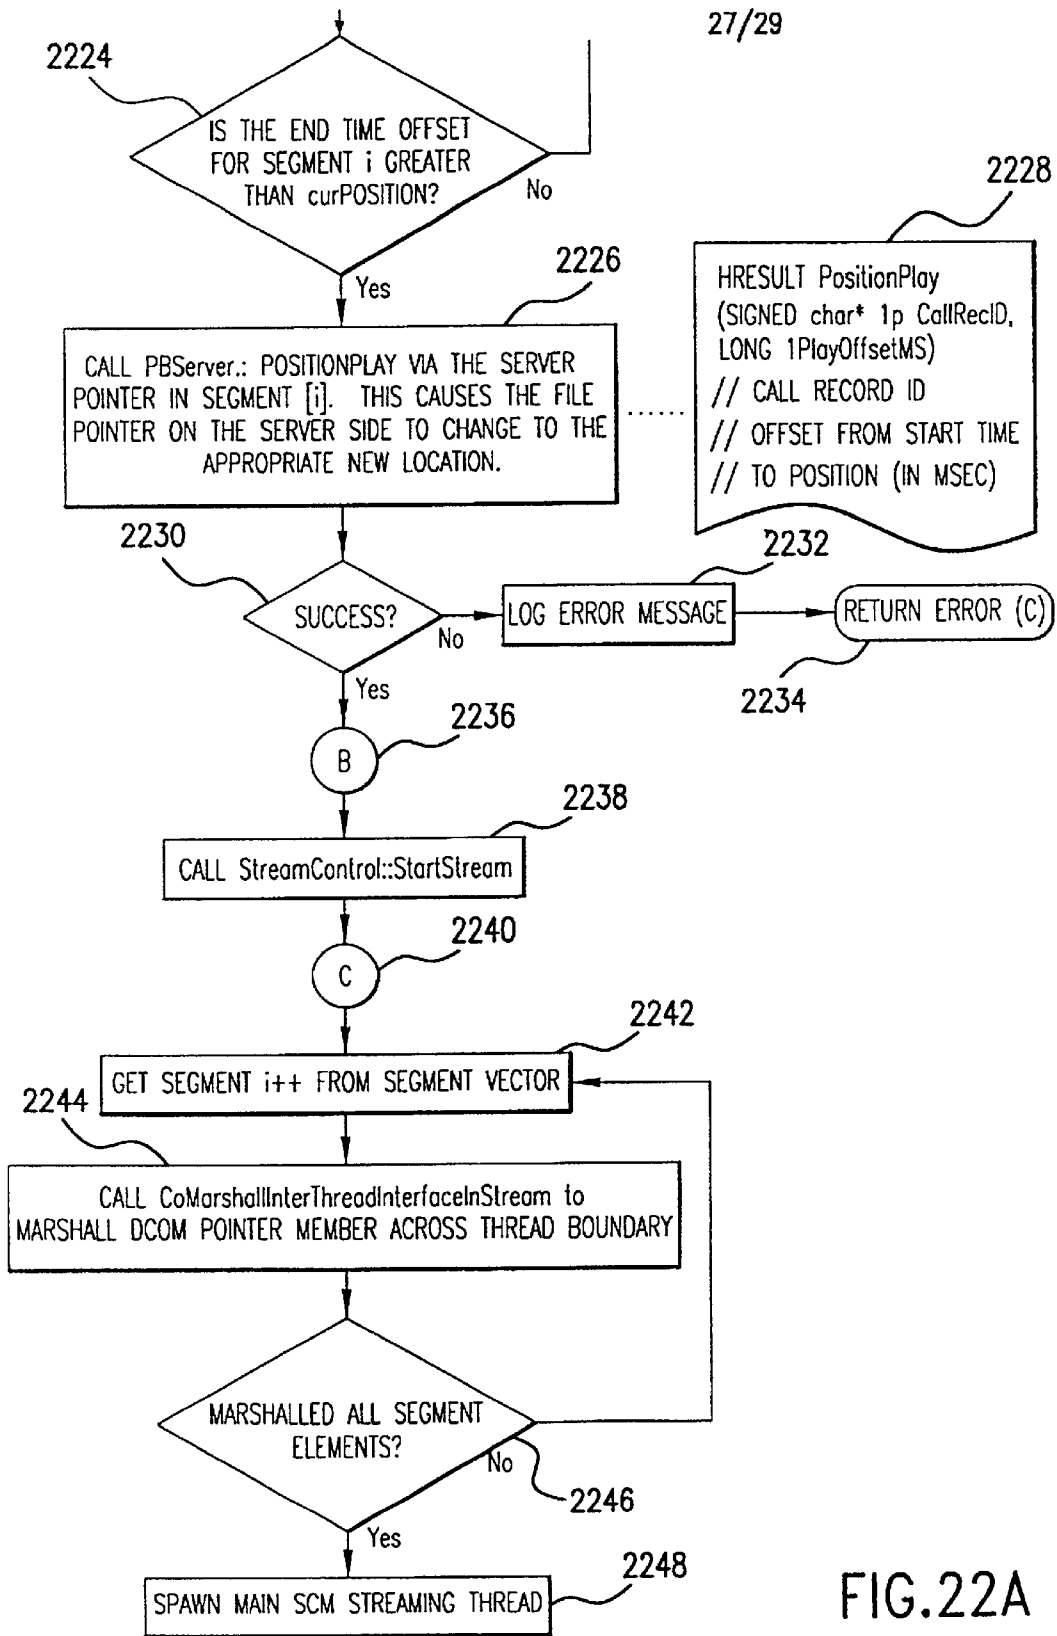 27/29
2224
IS THE END TIME OFFSET
FOR SEGMENT i GREATER
THAN curPOSITION?
No
Yes
2228
HRESULT PositionPlay
(SIGNED char* 1p CallRecID,
LONG 1PlayOffsetMS)
// CALL RECORD ID
// OFFSET FROM START TIME
// TO POSITION (IN MSEC)
2226
CALL PBServer.: POSITIONPLAY VIA THE SERVER
POINTER IN SEGMENT [i]. THIS CAUSES THE FILE
POINTER ON THE SERVER SIDE TO CHANGE TO THE
APPROPRIATE NEW LOCATION.
2230
SUCCESS?
No
Yes
2232
LOG ERROR MESSAGE
RETURN ERROR (C)
2234
2236
B
2238
CALL StreamControl::StartStream
2240
C
2242
GET SEGMENT i++ FROM SEGMENT VECTOR
2244
CALL CoMarshallInterThreadInterfaceInStream to
MARSHALL DCOM POINTER MEMBER ACROSS THREAD BOUNDARY
MARSHALLED ALL SEGMENT
ELEMENTS?
No
2246
Yes
2248
SPAWN MAIN SCM STREAMING THREAD
FIG.22A